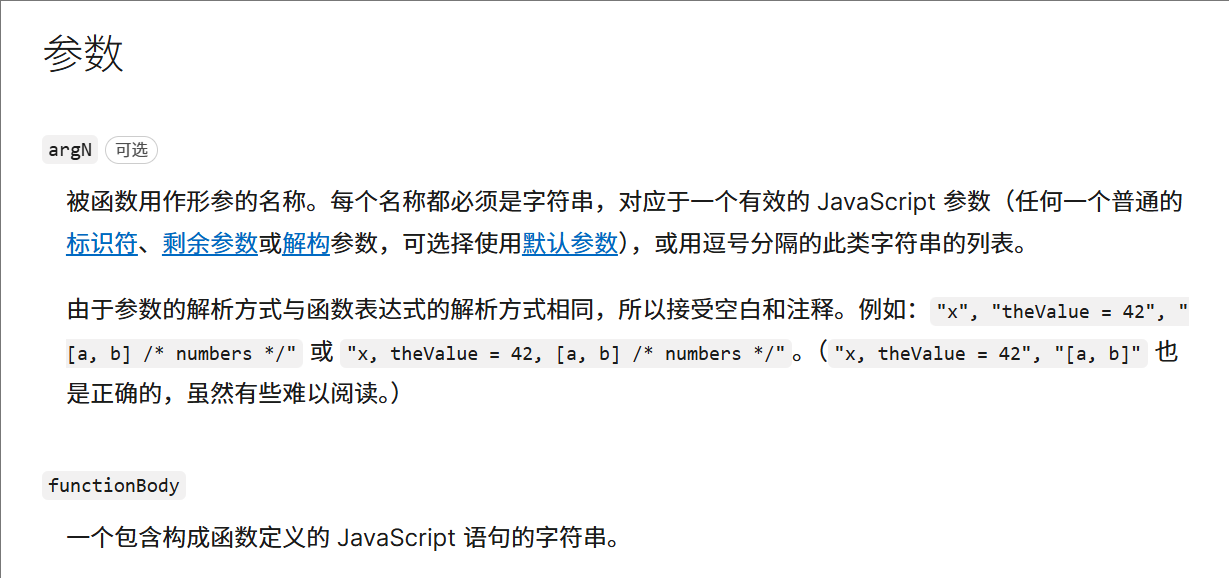 参数
argN 可选
被函数用作形参的名称。每个名称都必须是字符串，对应于一个有效的 JavaScript 参数（任何一个普通的
标识符、剩余参数或解构参数，可选择使用默认参数），或用逗号分隔的此类字符串的列表。
由于参数的解析方式与函数表达式的解析方式相同，所以接受空白和注释。例如："x", "theValue = 42", "
[a, b] /* numbers */" 或 "x, theValue = 42, [a, b] /* numbers */"。（"x, theValue = 42", "[a, b]" 也
是正确的，虽然有些难以阅读。）
functionBody
一个包含构成函数定义的 JavaScript 语句的字符串。